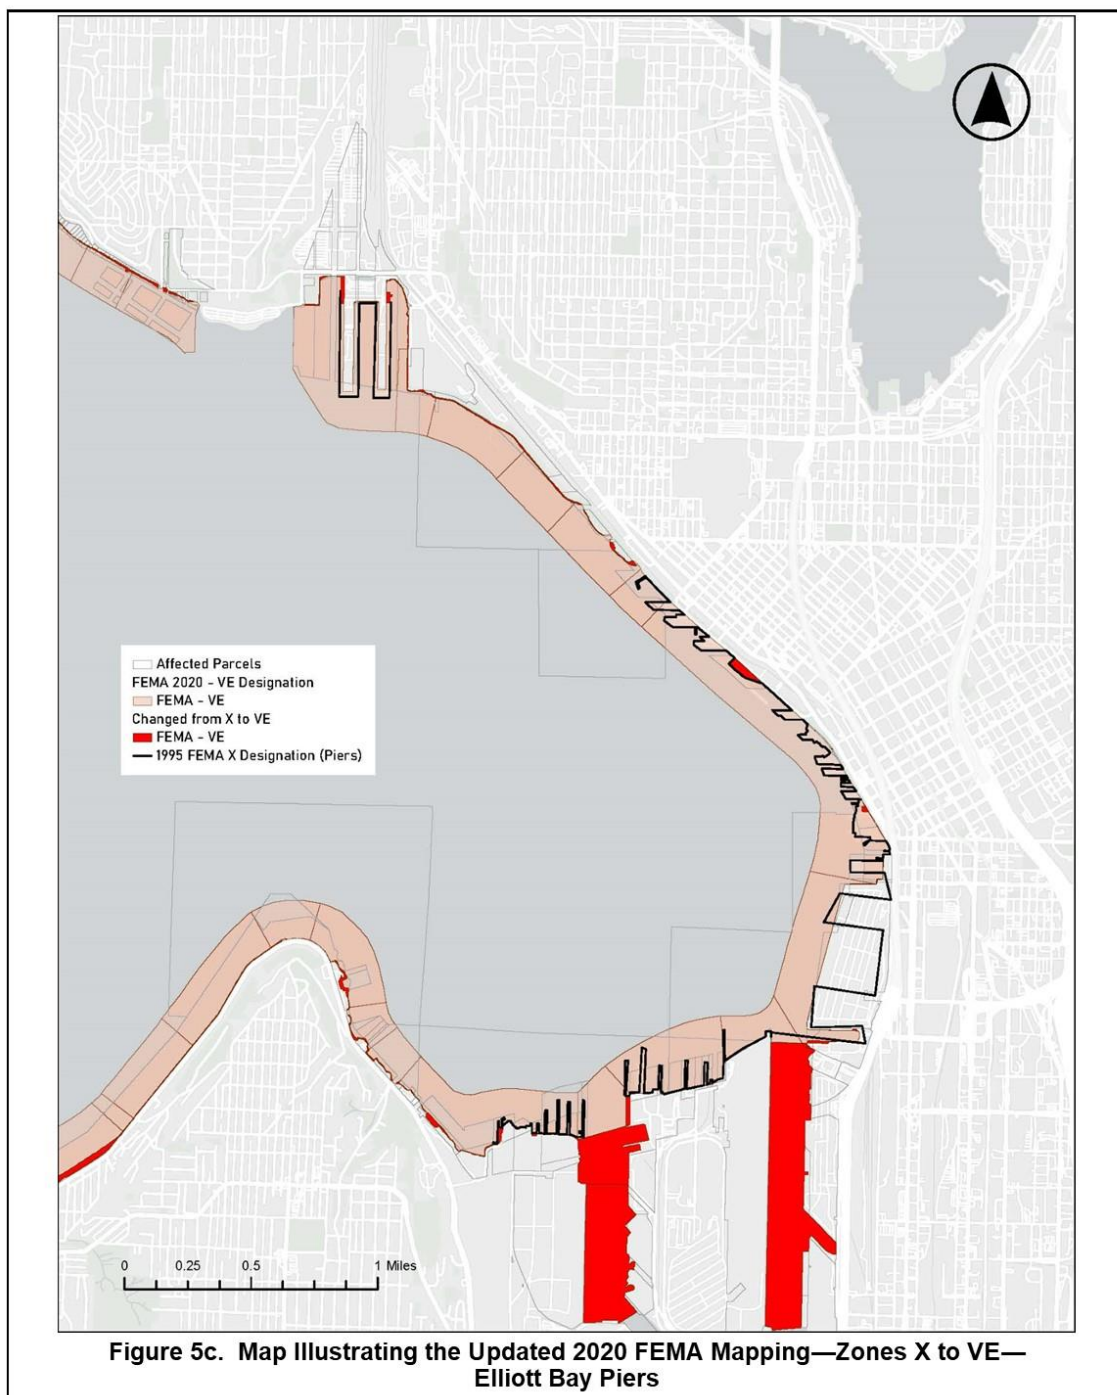 Affected Parcels
FEMA 2020 - VE Designation
FEMA - VE
Changed from X to VE
FEMA - VE
1995 FEMA X Designation (Piers)
0 0.25 0.5 1 Miles
Figure 5c. Map Illustrating the Updated 2020 FEMA Mapping—Zones X to VE—
Elliott Bay Piers